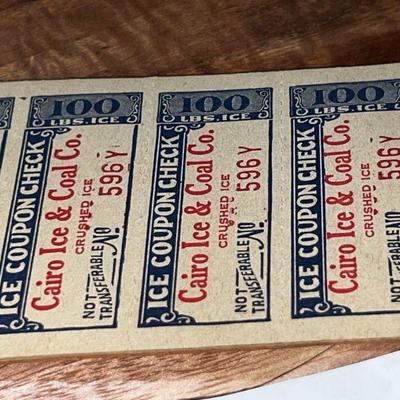 100
LBS. ICE
ICE COUPON CHECK
Cairo Ice & Coal Co.
CRUSHED ICE
NOT
TRANSFERABLE
No. 596 Y
100
LBS. ICE
ICE COUPON CHECK
Cairo Ice & Coal Co.
CRUSHED ICE
NOT
TRANSFERABLE
No. 596 Y
100
LBS. ICE
ICE COUPON CHECK
Cairo Ice & Coal Co.
CRUSHED ICE
NOT
TRANSFERABLE
No. 596